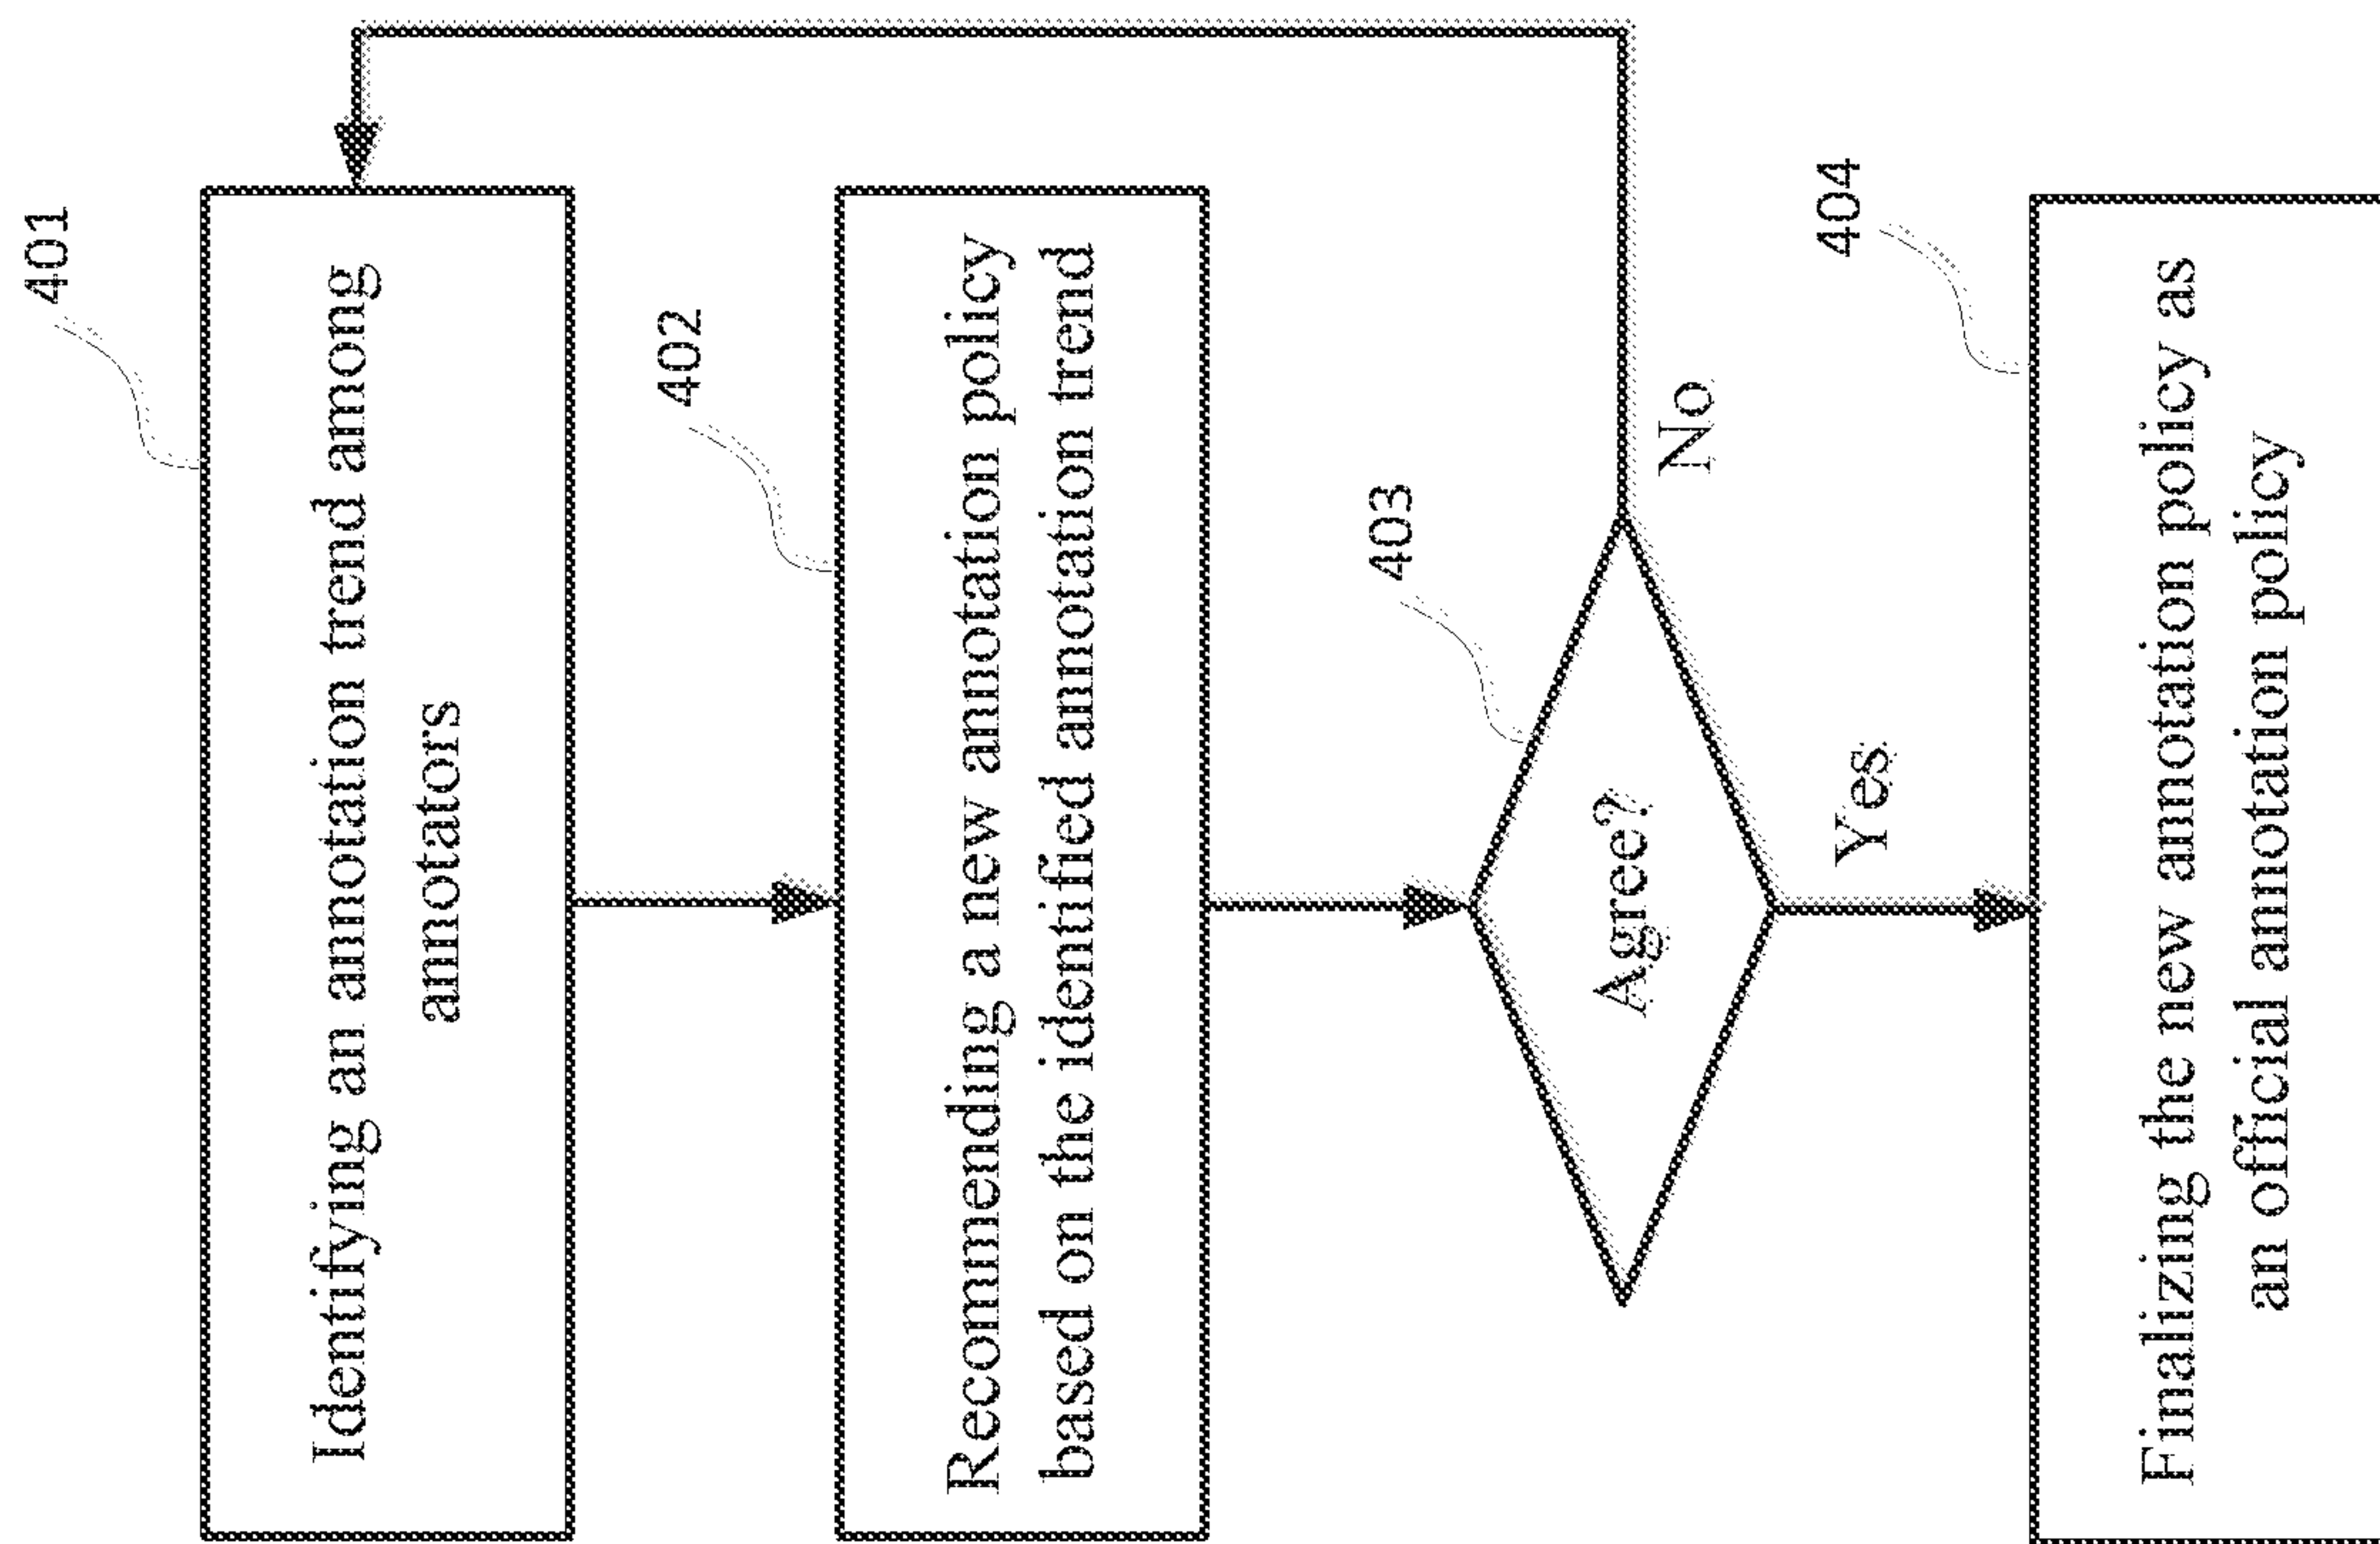 401
Identifying an annotation trend among
annotators
402
Recommending a new annotation policy
based on the identified annotation trend
403
Agree?
No
Yes
404
Finalizing the new annotation policy as
an official annotation policy